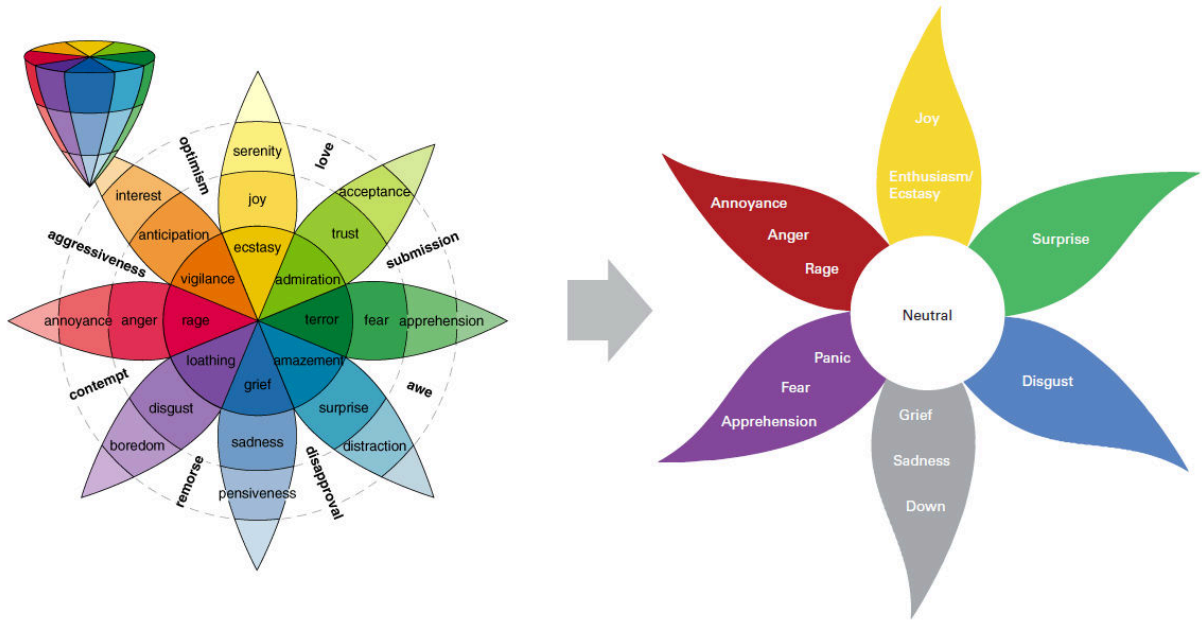 optimism
serenity
love
interest
acceptance
joy
anticipation
trust
aggressiveness
ecstasy
submission
vigilance
admiration
annoyance
anger
rage
terror
fear
apprehension
loathing
amazement
contempt
grief
awe
disgust
surprise
boredom
sadness
distraction
remorse
pensiveness
disapproval
Joy
Enthusiasm/
Ecstasy
Annoyance
Anger
Rage
Surprise
Neutral
Panic
Fear
Apprehension
Disgust
Grief
Sadness
Down